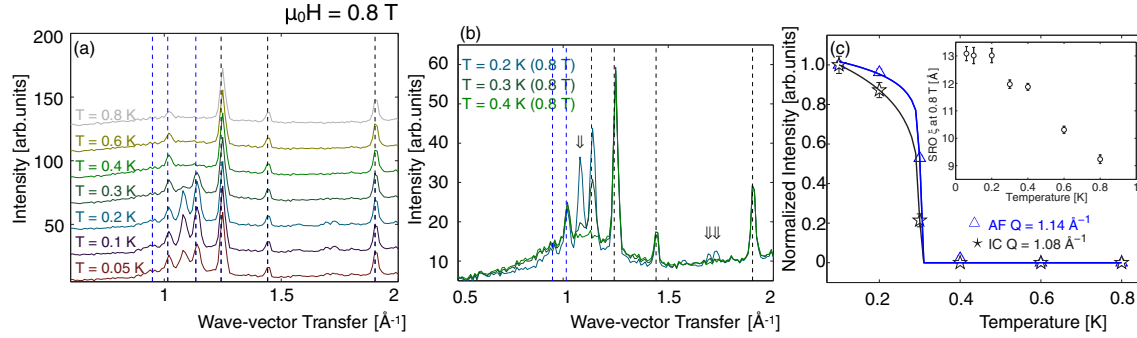 μ₀H = 0.8 T
(a)
200
150
100
50
Intensity [arb.units]
T = 0.8 K
T = 0.6 K
T = 0.4 K
T = 0.3 K
T = 0.2 K
T = 0.1 K
T = 0.05 K
1
1.5
2
Wave-vector Transfer [Å⁻¹]
(b)
60
50
40
30
20
10
Intensity [arb.units]
T = 0.2 K (0.8 T)
T = 0.3 K (0.8 T)
T = 0.4 K (0.8 T)
⇓
⇓⇓
0.5
1
1.5
2
Wave-vector Transfer [Å⁻¹]
(c)
Normalized Intensity [arb.units]
1.0
0.8
0.6
0.4
0.2
0
0.2
0.4
0.6
0.8
Temperature [K]
SRO ξ at 0.8 T [Å]
13
12
11
10
9
0
0.2
0.4
0.6
0.8
1
Temperature [K]
AF Q = 1.14 Å⁻¹
IC Q = 1.08 Å⁻¹